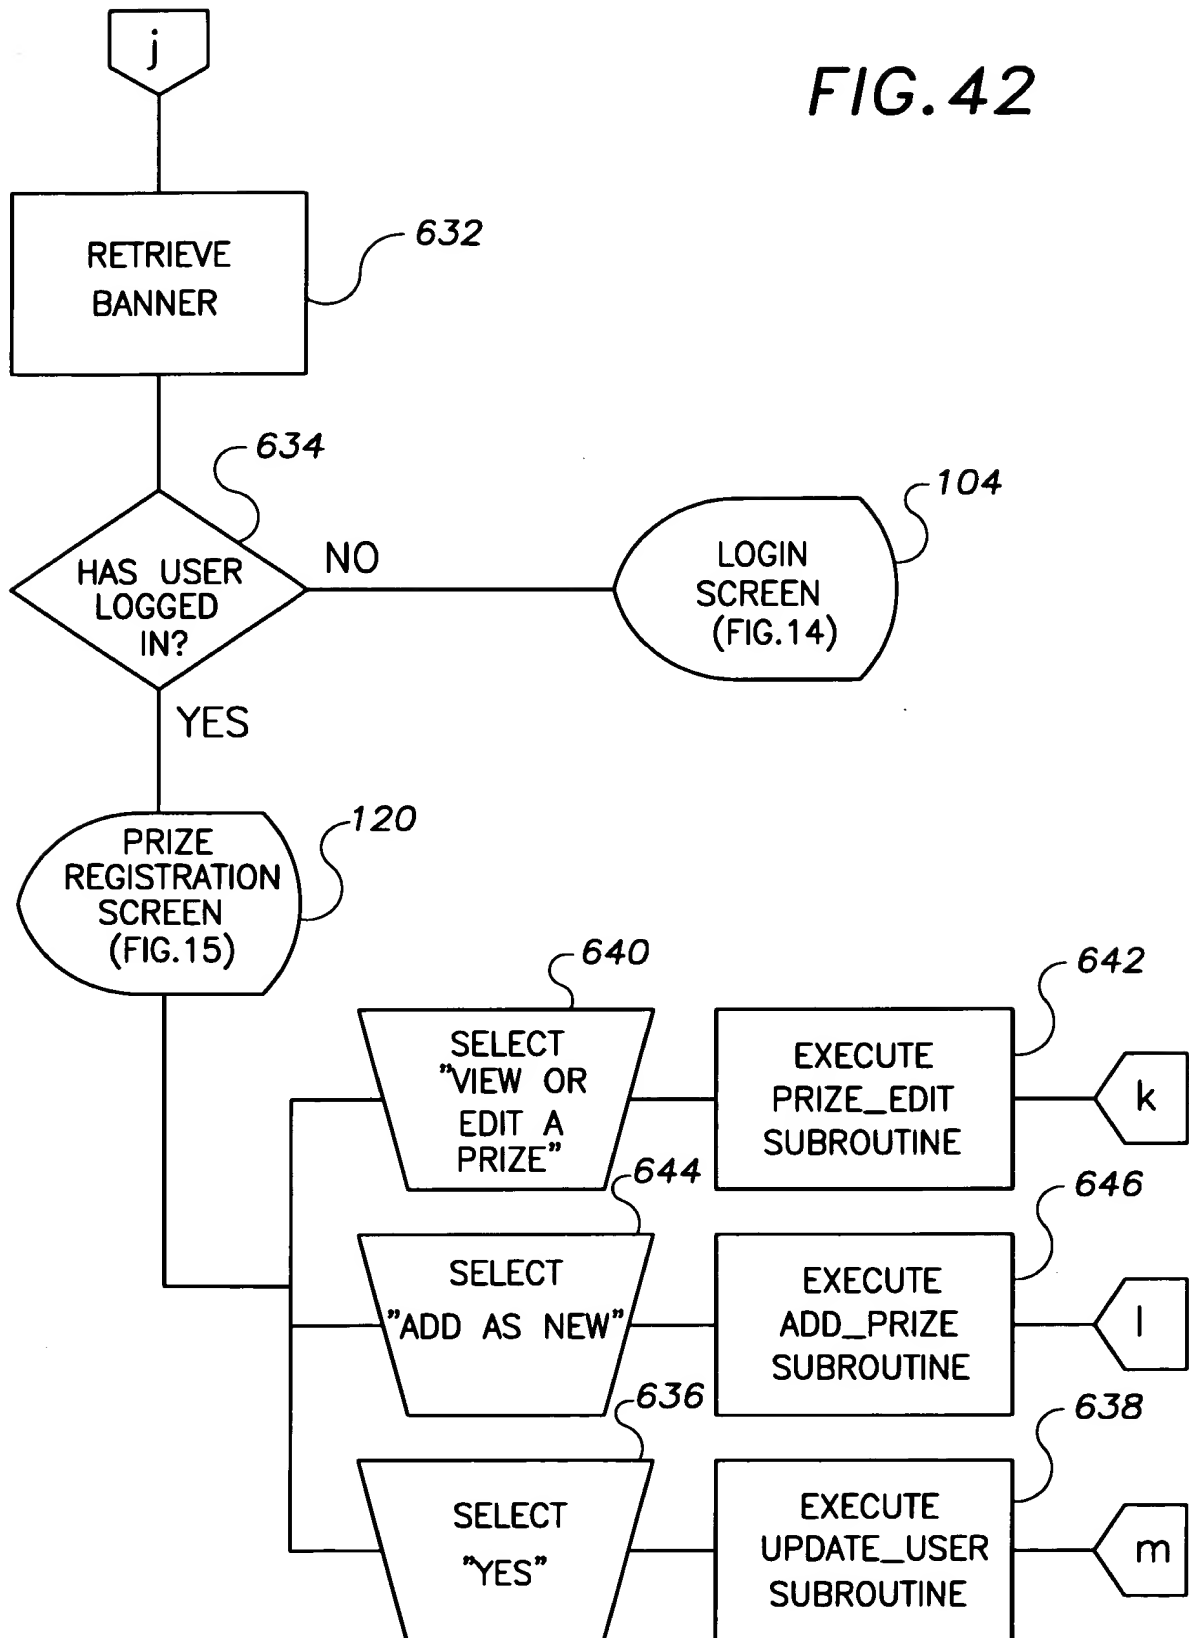 j
FIG.42
RETRIEVE
BANNER
632
634
HAS USER
LOGGED
IN?
NO
LOGIN
SCREEN
(FIG.14)
104
YES
PRIZE
REGISTRATION
SCREEN
(FIG.15)
120
640
SELECT
"VIEW OR
EDIT A
PRIZE"
642
EXECUTE
PRIZE_EDIT
SUBROUTINE
k
644
SELECT
"ADD AS NEW"
646
EXECUTE
ADD_PRIZE
SUBROUTINE
l
636
SELECT
"YES"
638
EXECUTE
UPDATE_USER
SUBROUTINE
m